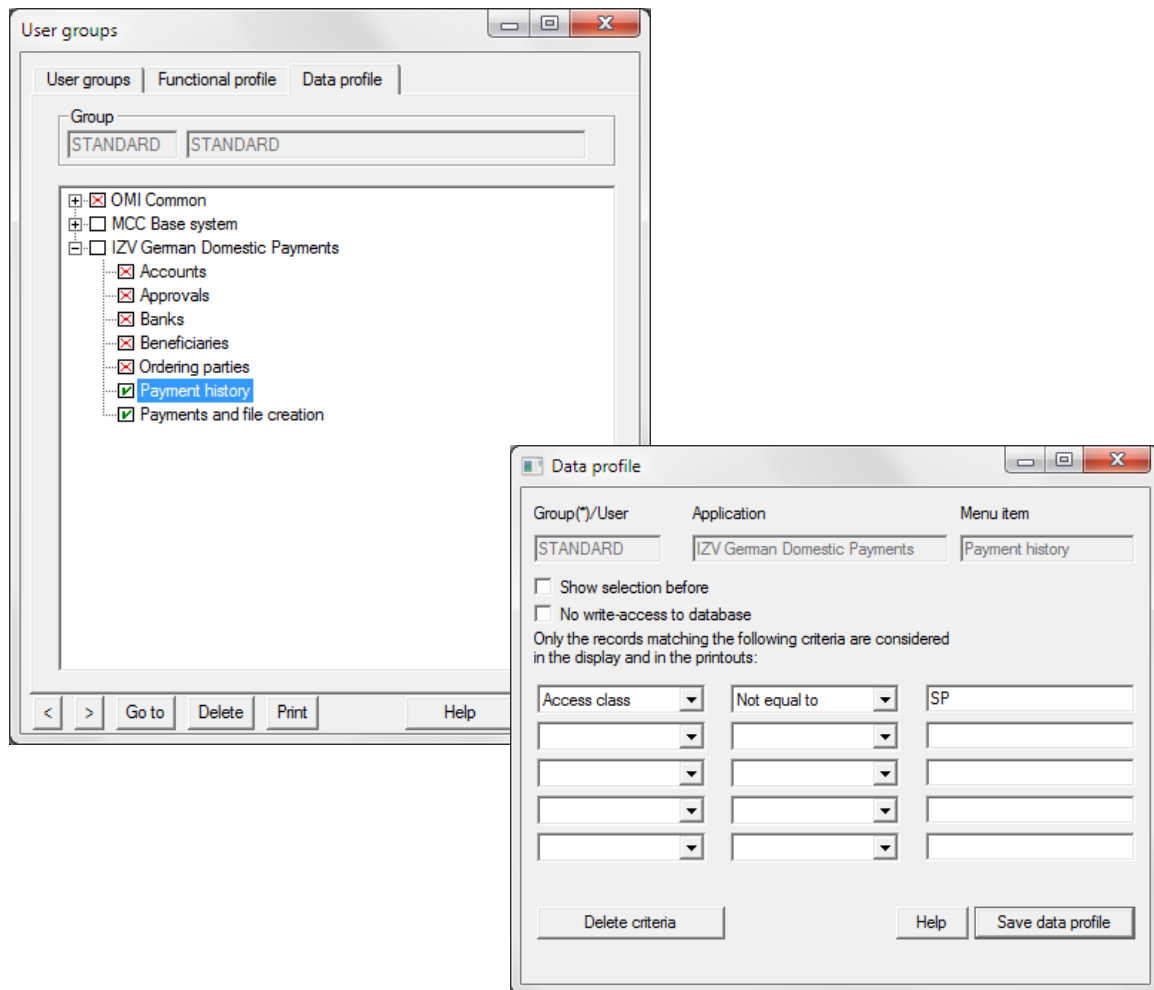 User groups
User groups Functional profile Data profile
Group
STANDARD STANDARD
OMI Common
MCC Base system
IZV German Domestic Payments
Accounts
Approvals
Banks
Beneficiaries
Ordering parties
Payment history
Payments and file creation
< > Go to Delete Print Help
Data profile
Group(*)/User Application Menu item
STANDARD IZV German Domestic Payments Payment history
Show selection before
No write-access to database
Only the records matching the following criteria are considered
in the display and in the printouts:
Access class Not equal to SP
Delete criteria Help Save data profile